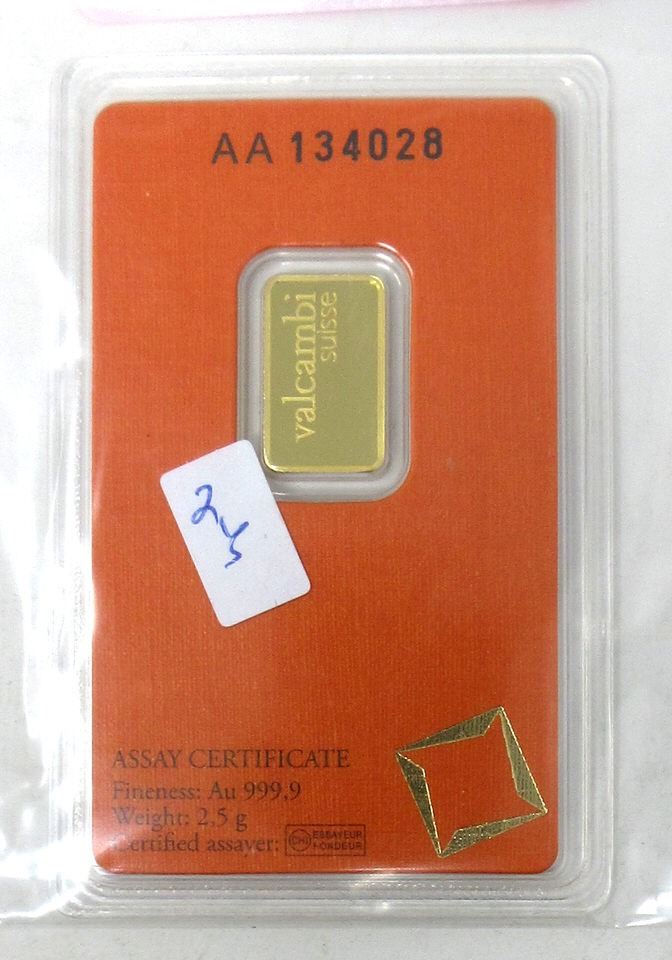 AA 134028
valcambi
suisse
2,5
ASSAY CERTIFICATE
Fineness: Au 999,9
Weight: 2,5 g
Certified assayer: CHI ESSAYEUR
FONDEUR